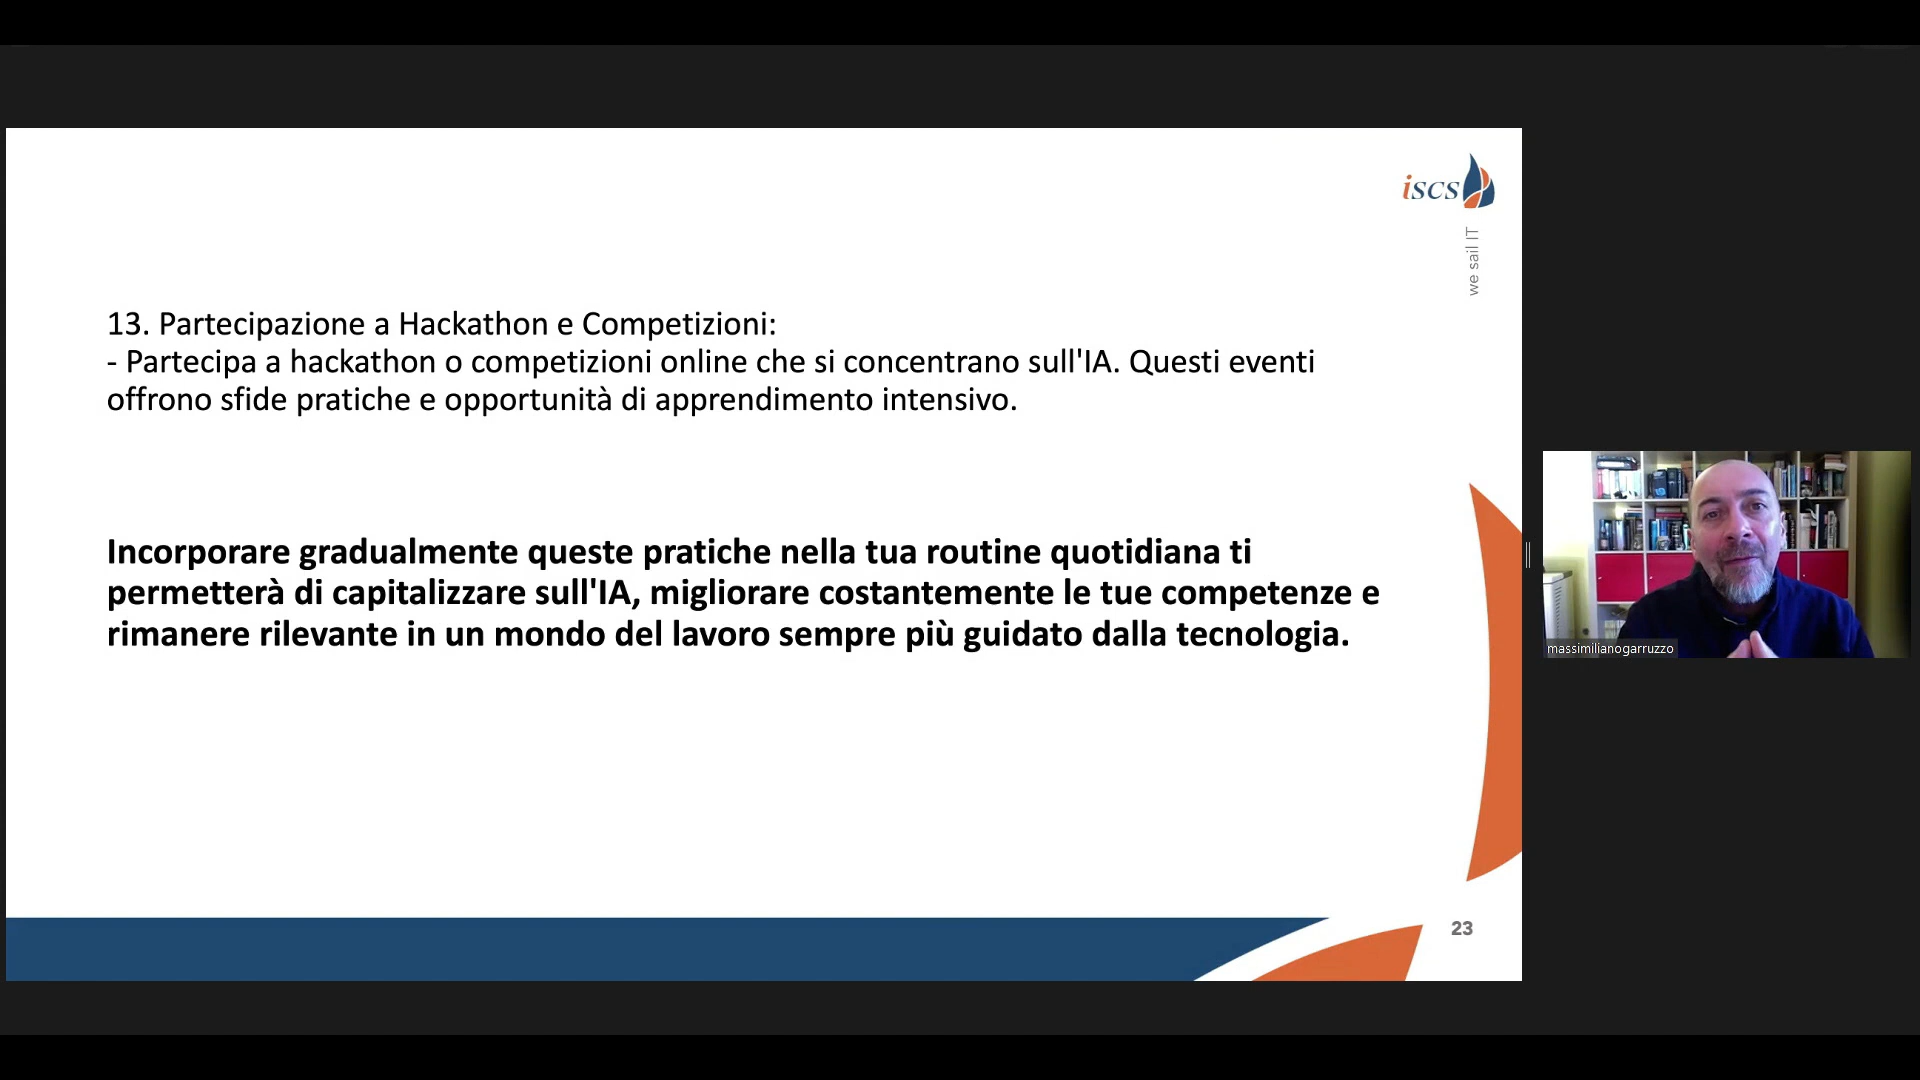 iscs
we sail IT
13. Partecipazione a Hackathon e Competizioni:
- Partecipa a hackathon o competizioni online che si concentrano sull'IA. Questi eventi
offrono sfide pratiche e opportunità di apprendimento intensivo.
Incorporare gradualmente queste pratiche nella tua routine quotidiana ti
permetterà di capitalizzare sull'IA, migliorare costantemente le tue competenze e
rimanere rilevante in un mondo del lavoro sempre più guidato dalla tecnologia.
massimilianogarruzzo
23